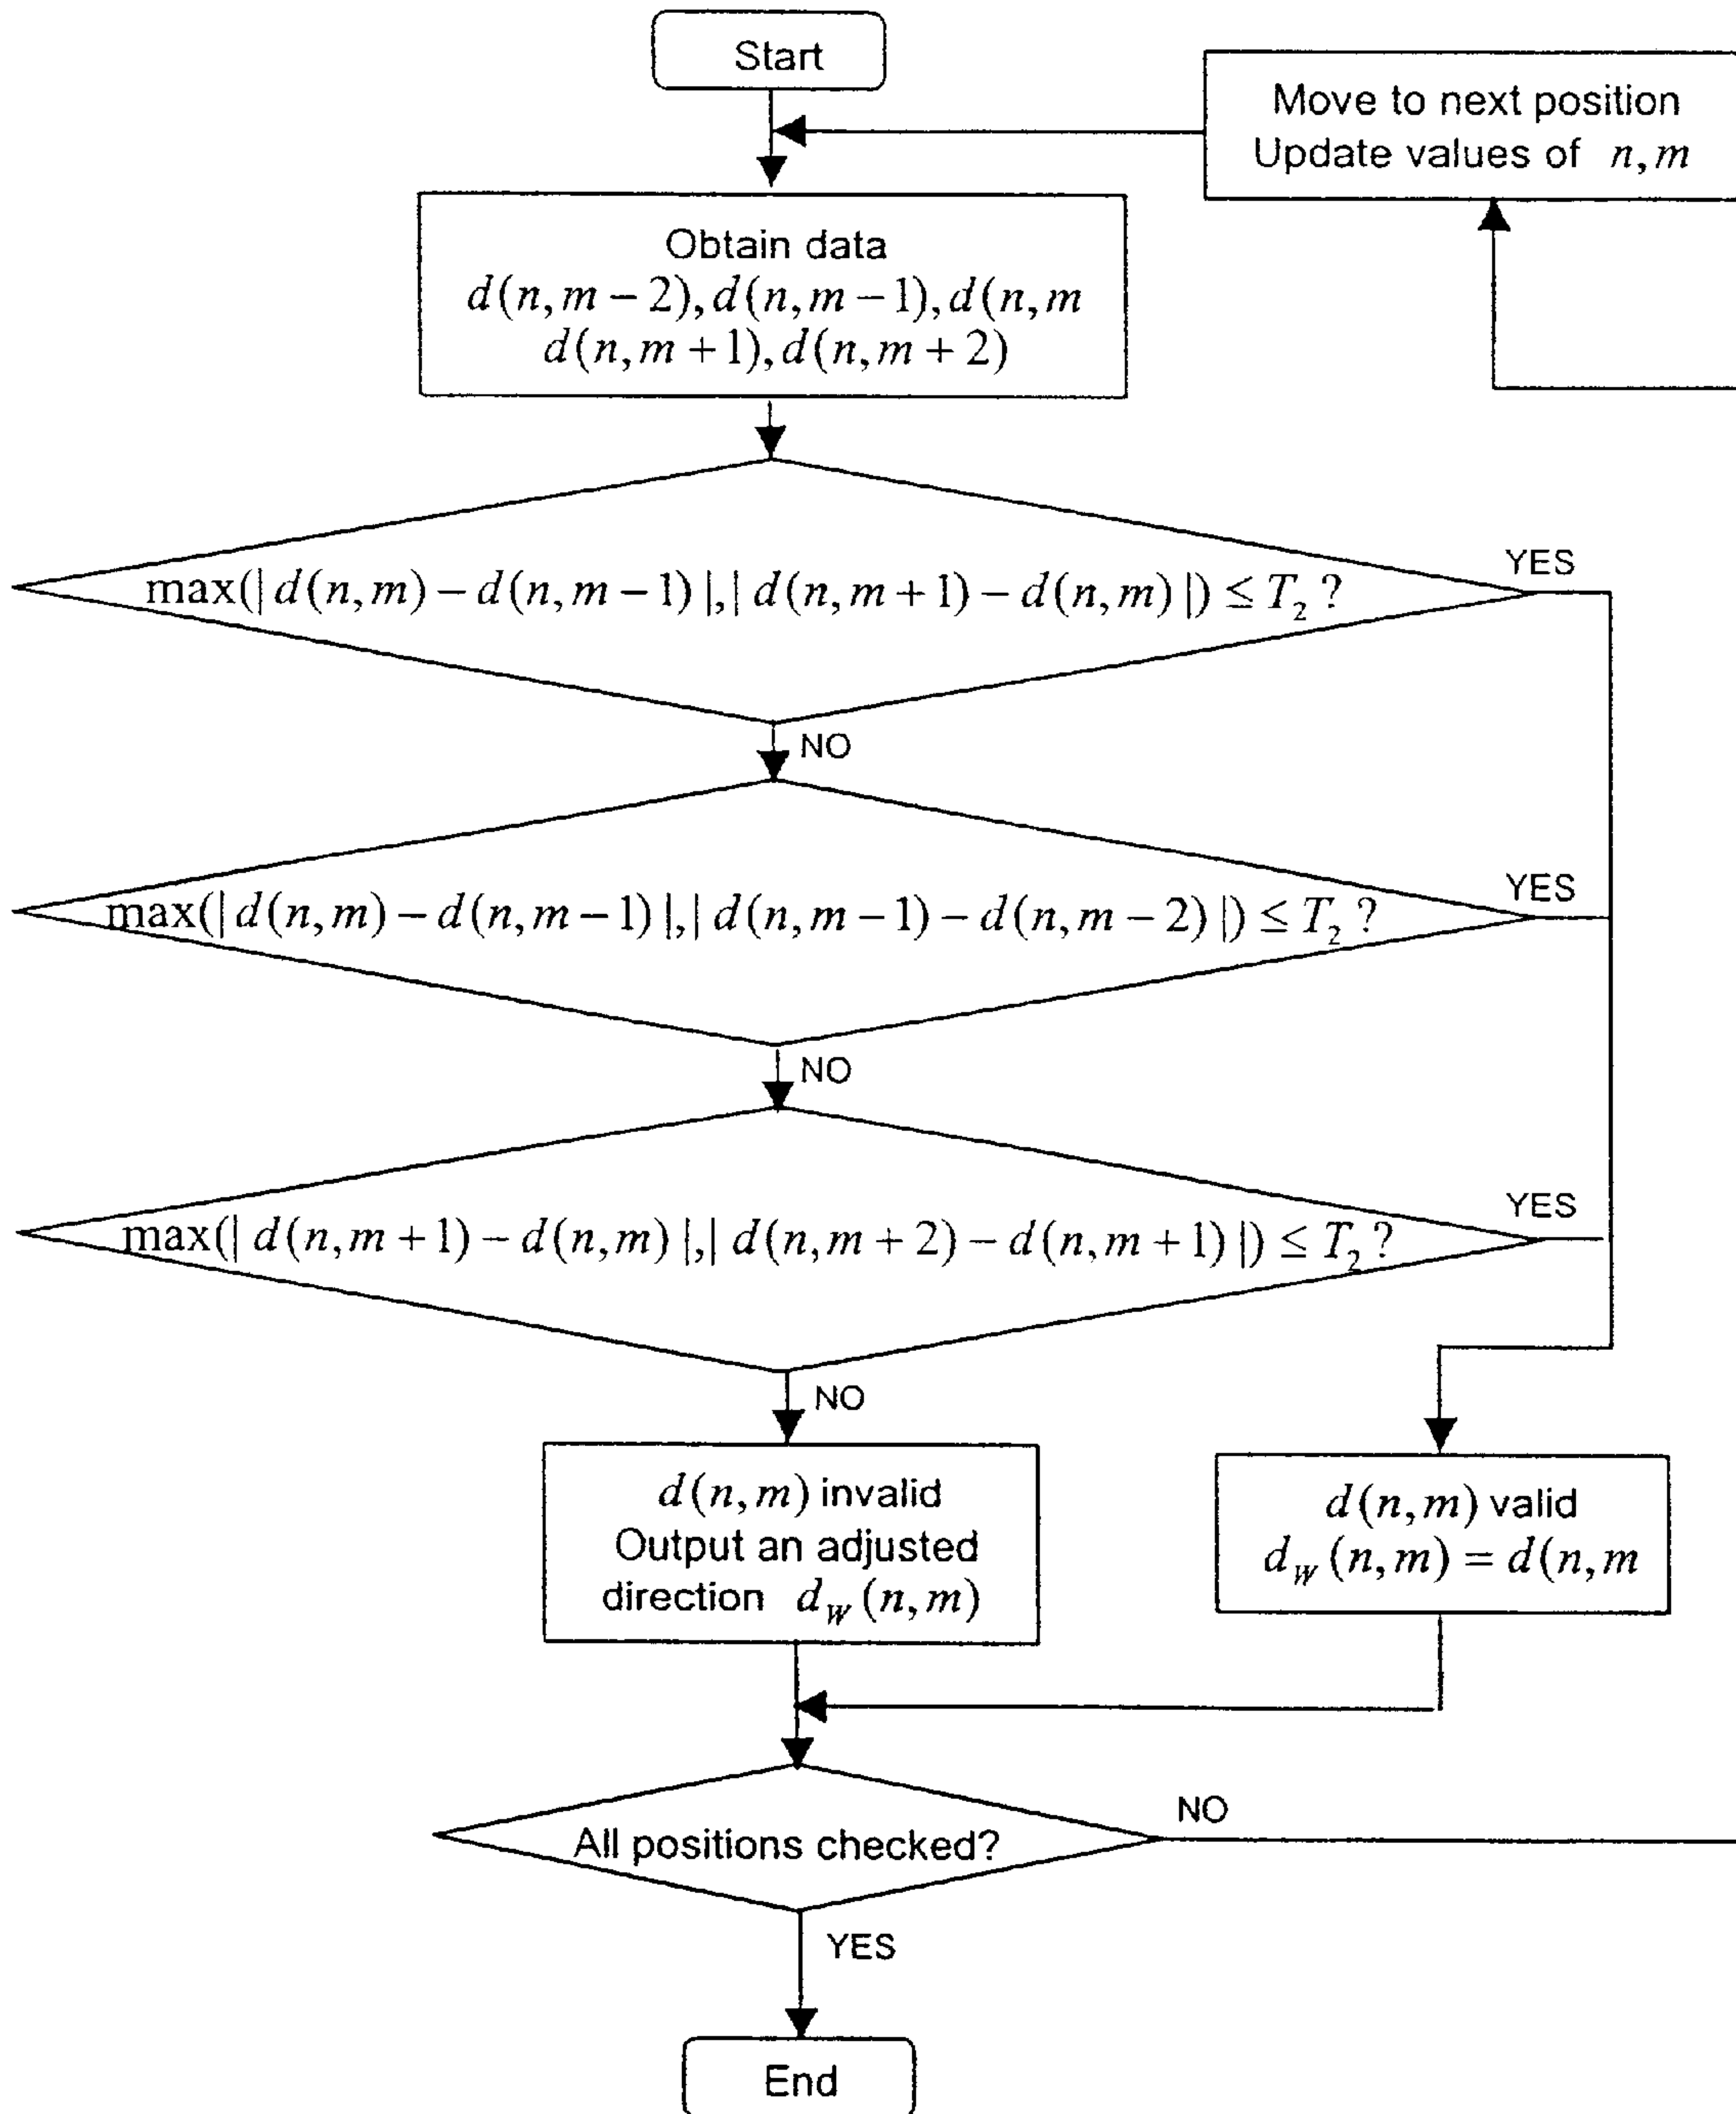 Start
Move to next position
Update values of n, m
Obtain data
d(n, m − 2), d(n, m − 1), d(n, m
d(n, m + 1), d(n, m + 2)
max(| d(n, m) − d(n, m − 1) |, | d(n, m + 1) − d(n, m) |) ≤ T₂ ?
YES
NO
max(| d(n, m) − d(n, m − 1) |, | d(n, m − 1) − d(n, m − 2) |) ≤ T₂ ?
YES
NO
max(| d(n, m + 1) − d(n, m) |, | d(n, m + 2) − d(n, m + 1) |) ≤ T₂ ?
YES
NO
d(n, m) invalid
Output an adjusted
direction d_W(n, m)
d(n, m) valid
d_W(n, m) = d(n, m
All positions checked?
NO
YES
End